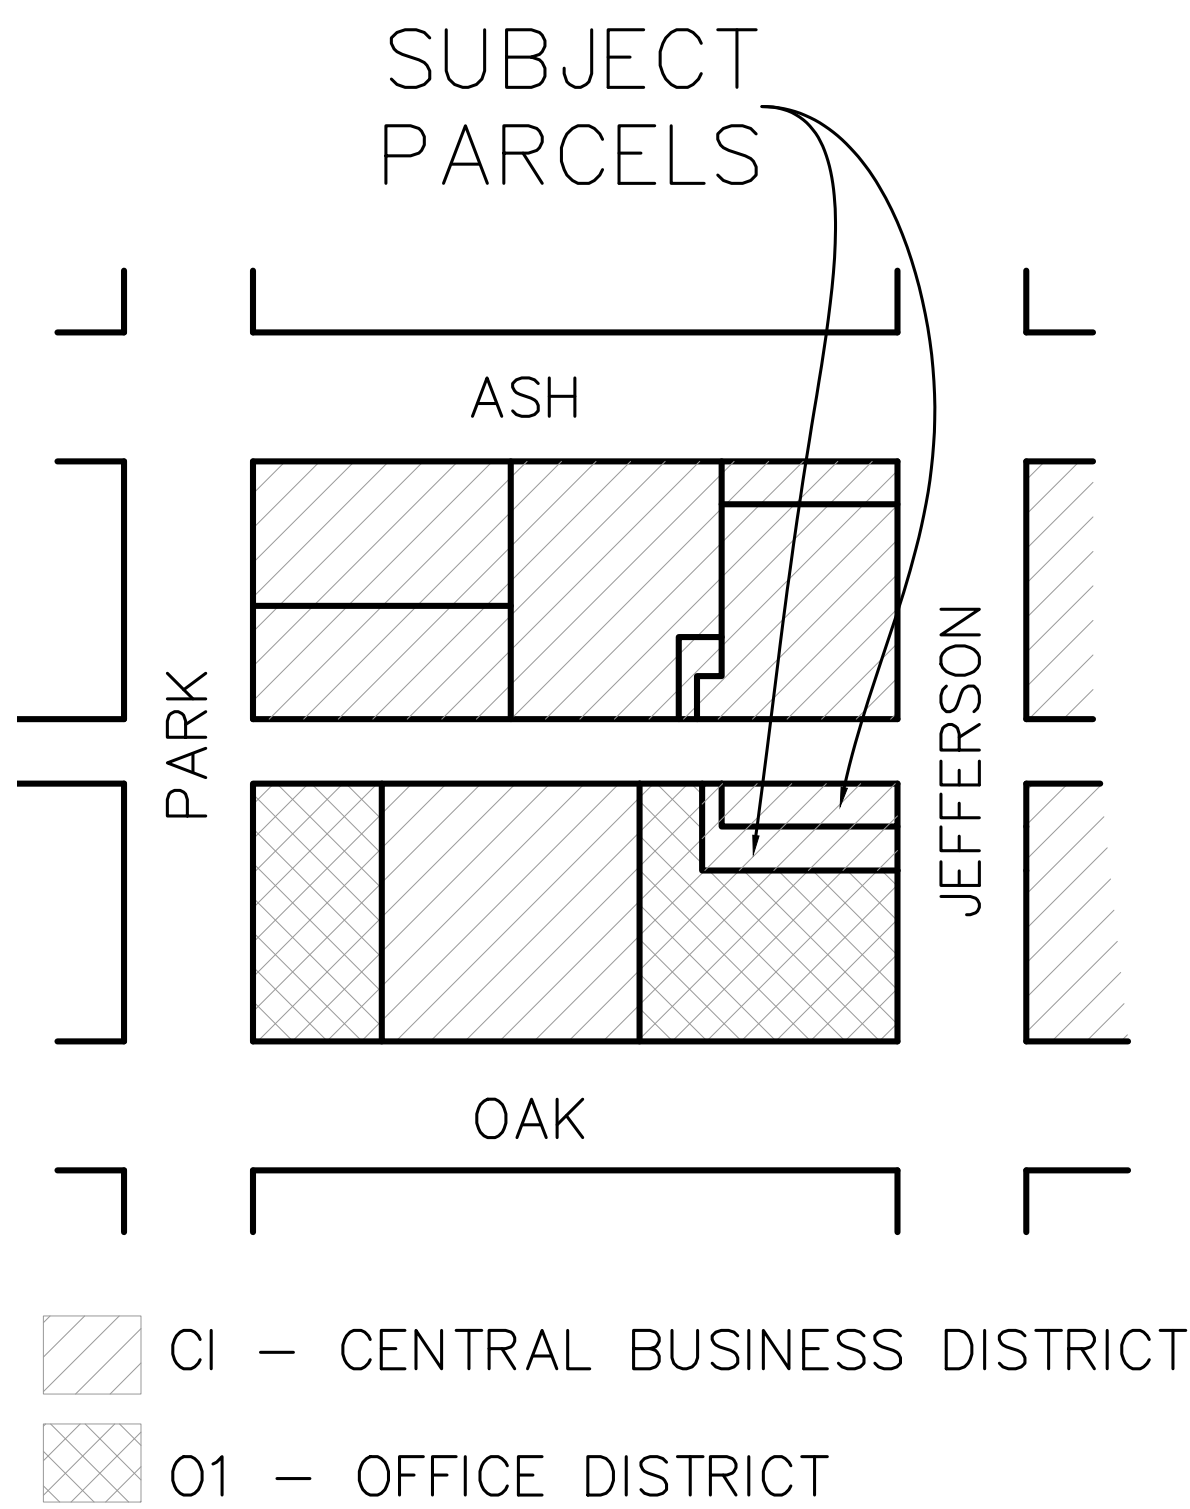 SUBJECT
PARCELS
ASH
PARK
JEFFERSON
OAK
CI — CENTRAL BUSINESS DISTRICT
O1 — OFFICE DISTRICT